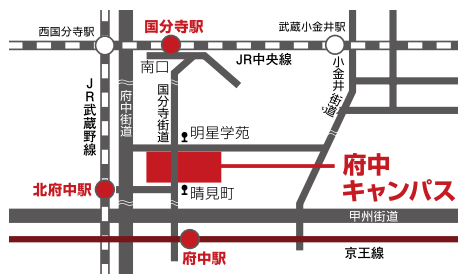 国分寺駅
西国分寺駅
武蔵小金井駅
JR中央線
南口
小金井街道
JR武蔵野線
府中街道
国分寺街道
明星学苑
府中
キャンパス
北府中駅
晴見町
甲州街道
府中駅
京王線